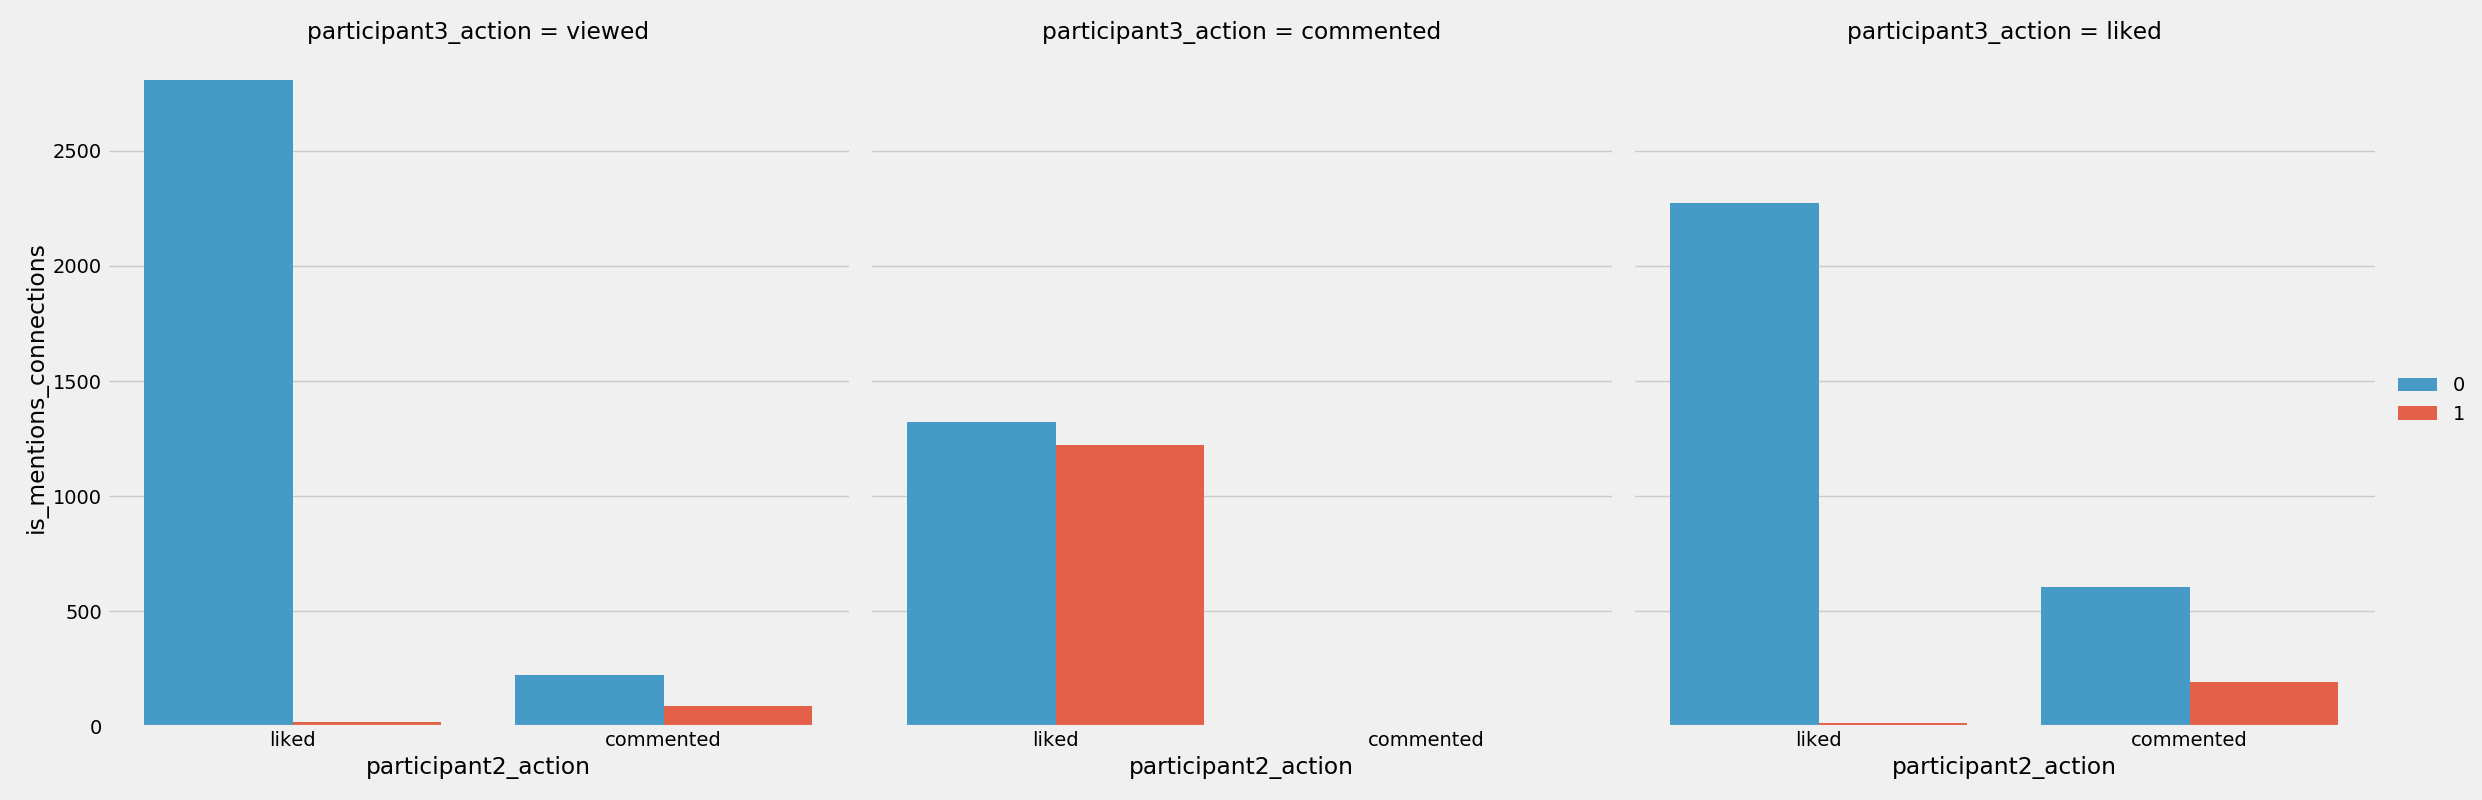 participant3_action = viewed
participant3_action = commented
participant3_action = liked
is_mentions_connections
2500
2000
1500
1000
500
0
liked
commented
liked
commented
liked
commented
participant2_action
participant2_action
participant2_action
0
1